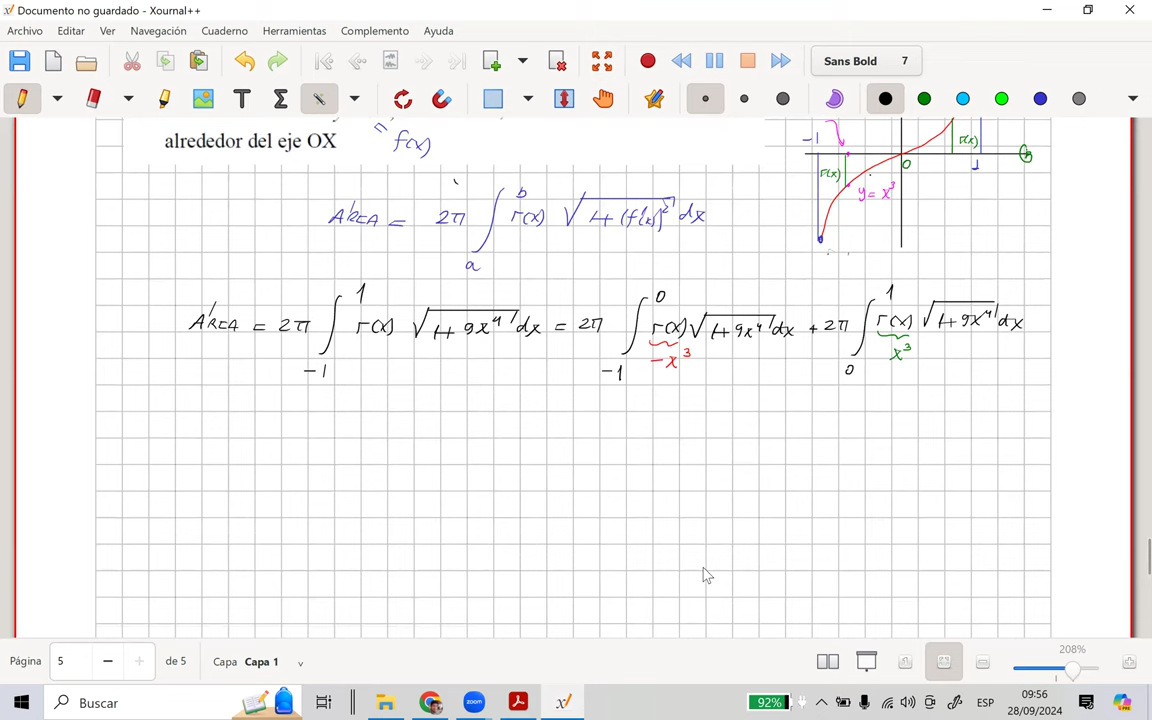 Documento no guardado - Xournal++
Archivo Editar Ver Navegación Cuaderno Herramientas Complemento Ayuda
Sans Bold 7
alrededor del eje OX
= f(x)
-1 r(x) 0 r(x) 1
y = x³
ÁREA = 2π ∫_a^b r(x) √(1+(f'(x))²) dx
ÁREA = 2π ∫_{-1}^{1} r(x) √(1+9x⁴) dx = 2π ∫_{-1}^{0} r(x) √(1+9x⁴) dx + 2π ∫_0^1 r(x) √(1+9x⁴) dx
-x³ x³
Página 5 de 5 Capa Capa 1 208%
Buscar 92% ESP 09:56
28/09/2024